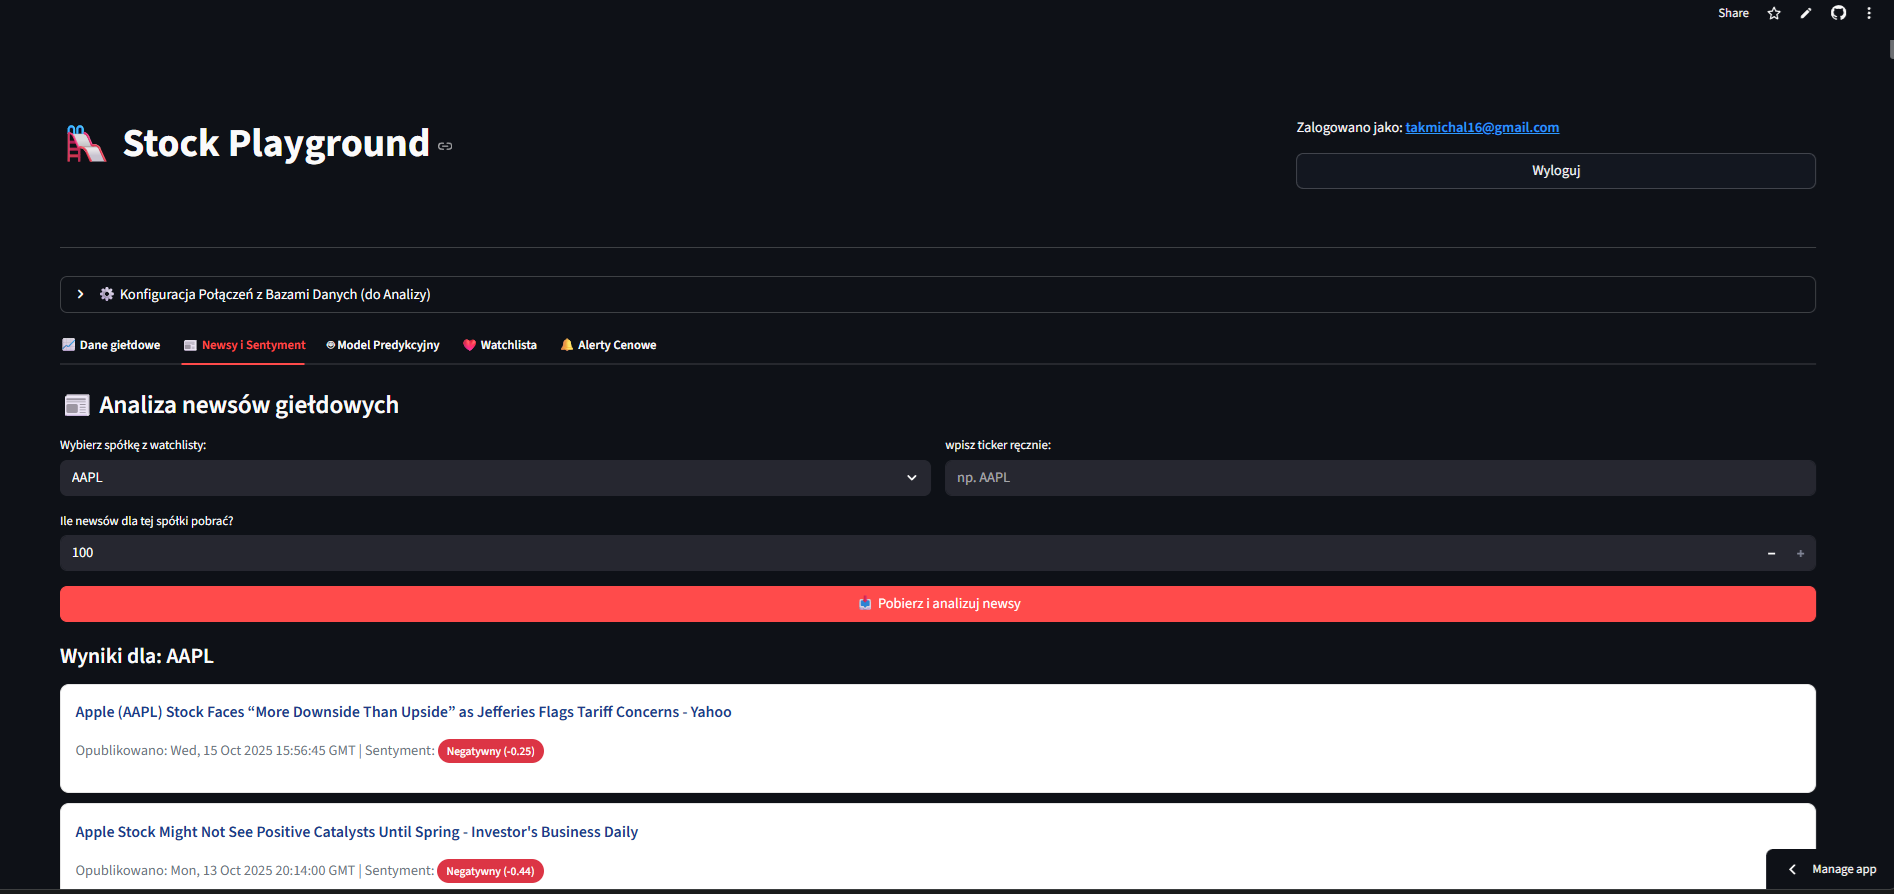 Share
Stock Playground
Zalogowano jako: takmichal16@gmail.com
Wyloguj
Konfiguracja Połączeń z Bazami Danych (do Analizy)
Dane giełdowe Newsy i Sentyment Model Predykcyjny Watchlista Alerty Cenowe
Analiza newsów giełdowych
Wybierz spółkę z watchlisty: wpisz ticker ręcznie:
AAPL np. AAPL
Ile newsów dla tej spółki pobrać?
100
Pobierz i analizuj newsy
Wyniki dla: AAPL
Apple (AAPL) Stock Faces “More Downside Than Upside” as Jefferies Flags Tariff Concerns - Yahoo
Opublikowano: Wed, 15 Oct 2025 15:56:45 GMT | Sentyment: Negatywny (-0.25)
Apple Stock Might Not See Positive Catalysts Until Spring - Investor's Business Daily
Opublikowano: Mon, 13 Oct 2025 20:14:00 GMT | Sentyment: Negatywny (-0.44)
Manage app